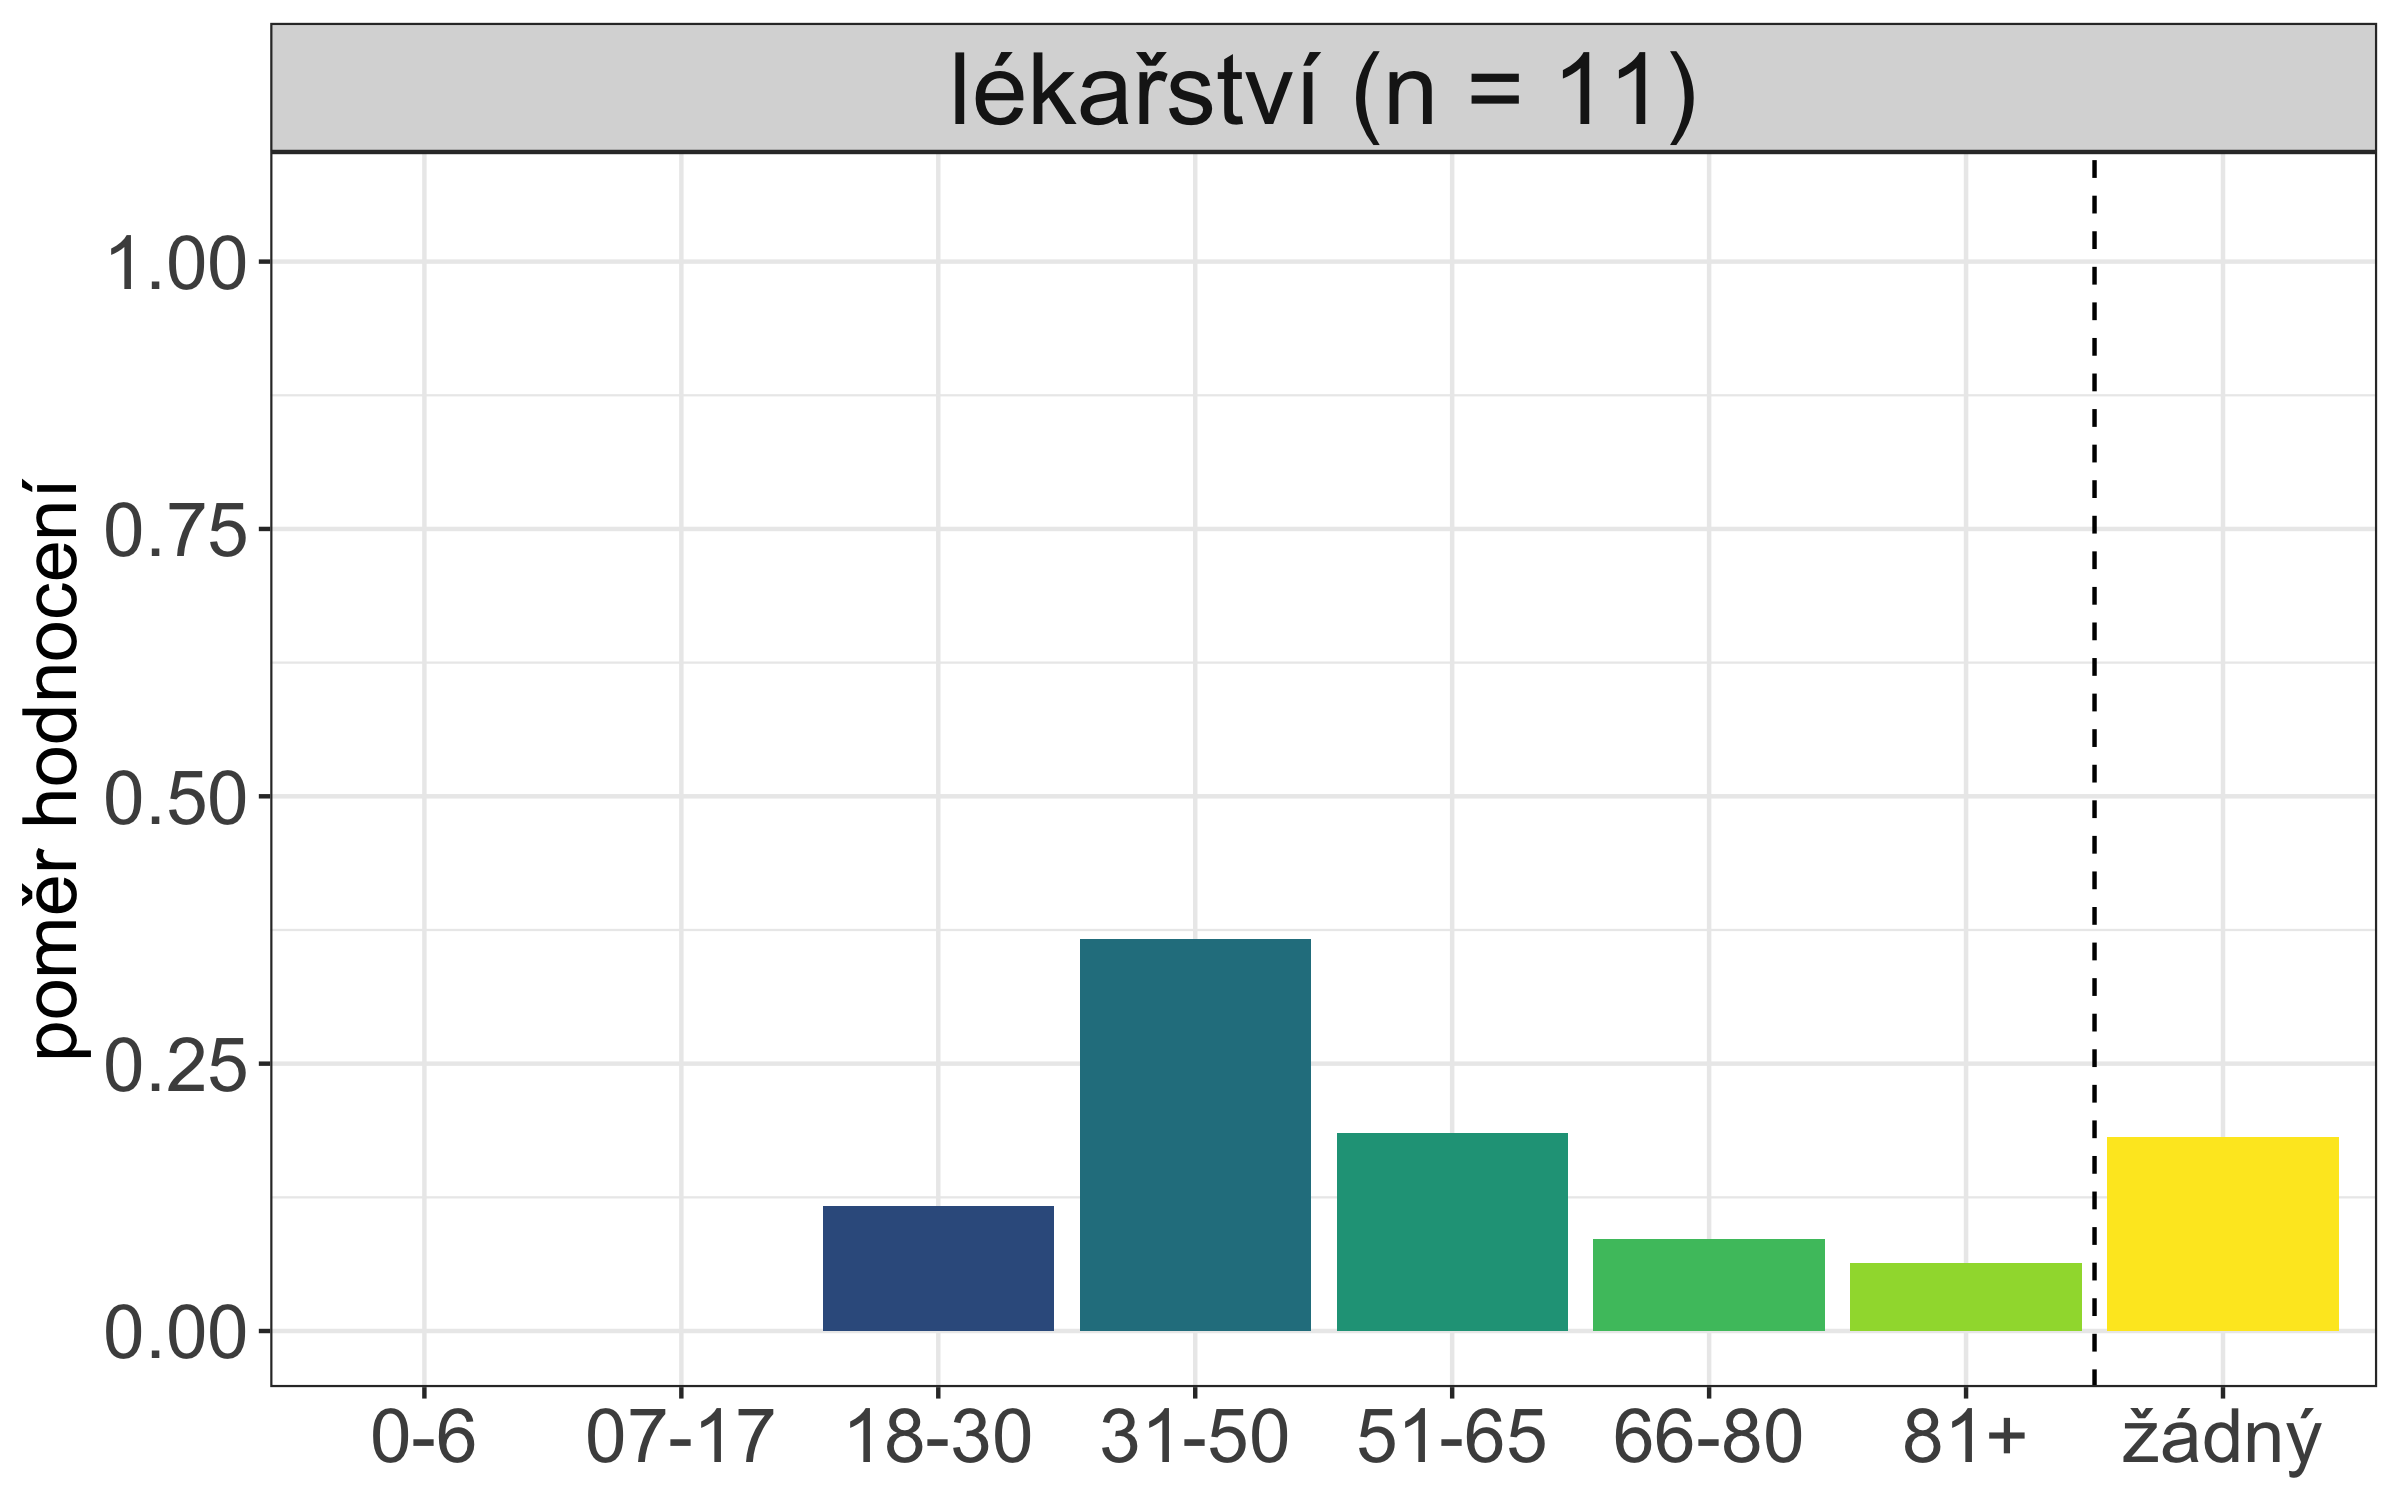 lékařství (n = 11)
poměr hodnocení
1.00
0.75
0.50
0.25
0.00
0-6 07-17 18-30 31-50 51-65 66-80 81+ žádný